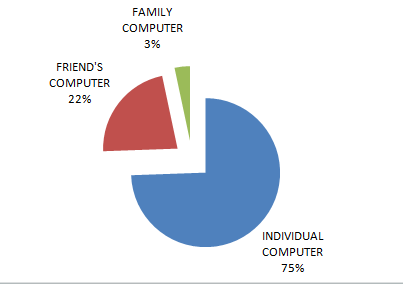 FAMILY
COMPUTER
3%
FRIEND'S
COMPUTER
22%
INDIVIDUAL
COMPUTER
75%